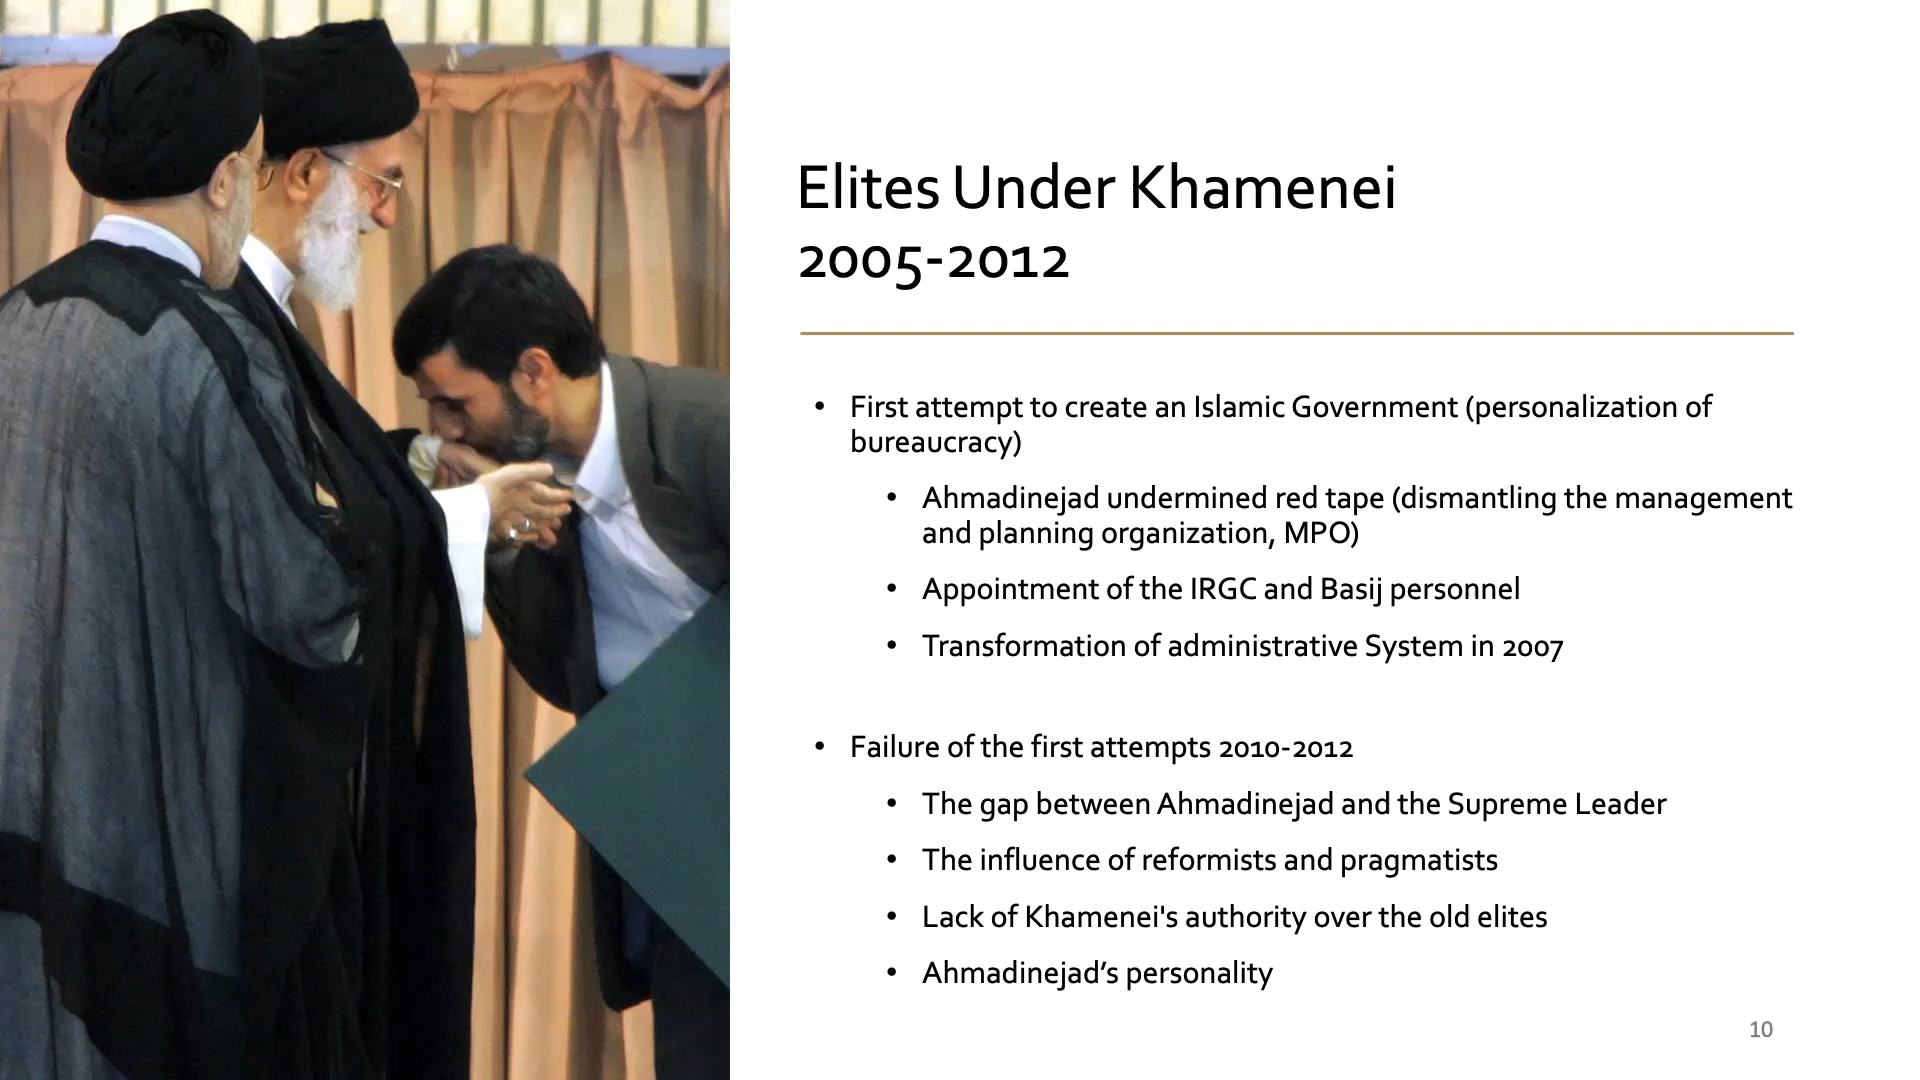 Elites Under Khamenei
2005-2012
• First attempt to create an Islamic Government (personalization of
bureaucracy)
• Ahmadinejad undermined red tape (dismantling the management
and planning organization, MPO)
• Appointment of the IRGC and Basij personnel
• Transformation of administrative System in 2007
• Failure of the first attempts 2010-2012
• The gap between Ahmadinejad and the Supreme Leader
• The influence of reformists and pragmatists
• Lack of Khamenei's authority over the old elites
• Ahmadinejad’s personality
10